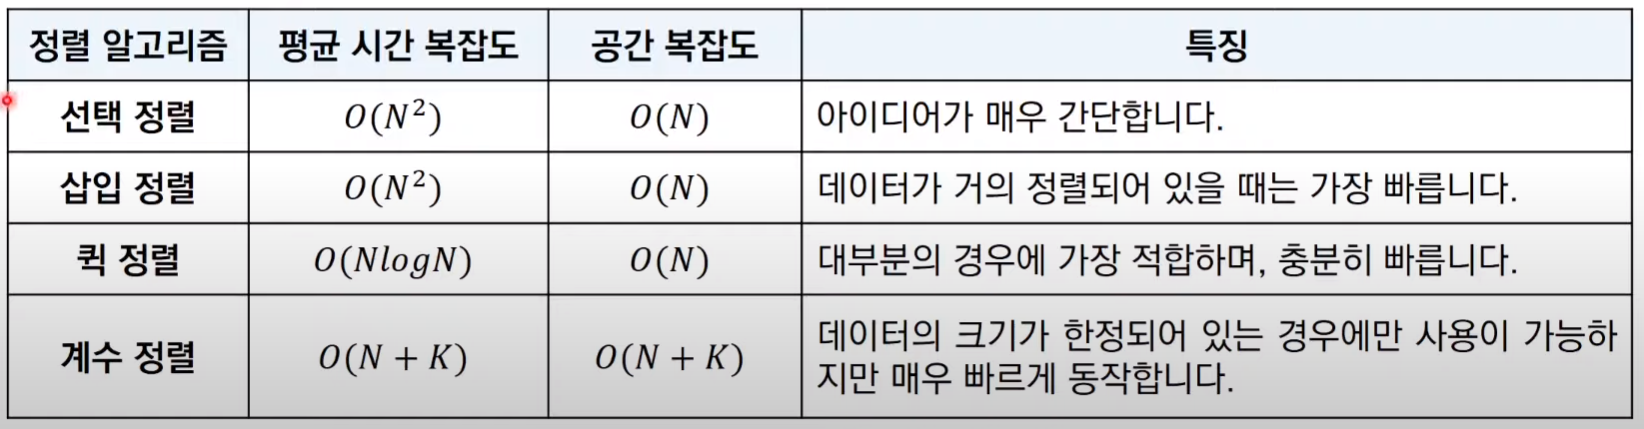 정렬 알고리즘 평균 시간 복잡도 공간 복잡도 특징
선택 정렬 O(N²) O(N) 아이디어가 매우 간단합니다.
삽입 정렬 O(N²) O(N) 데이터가 거의 정렬되어 있을 때는 가장 빠릅니다.
퀵 정렬 O(NlogN) O(N) 대부분의 경우에 가장 적합하며, 충분히 빠릅니다.
계수 정렬 O(N + K) O(N + K) 데이터의 크기가 한정되어 있는 경우에만 사용이 가능하
지만 매우 빠르게 동작합니다.